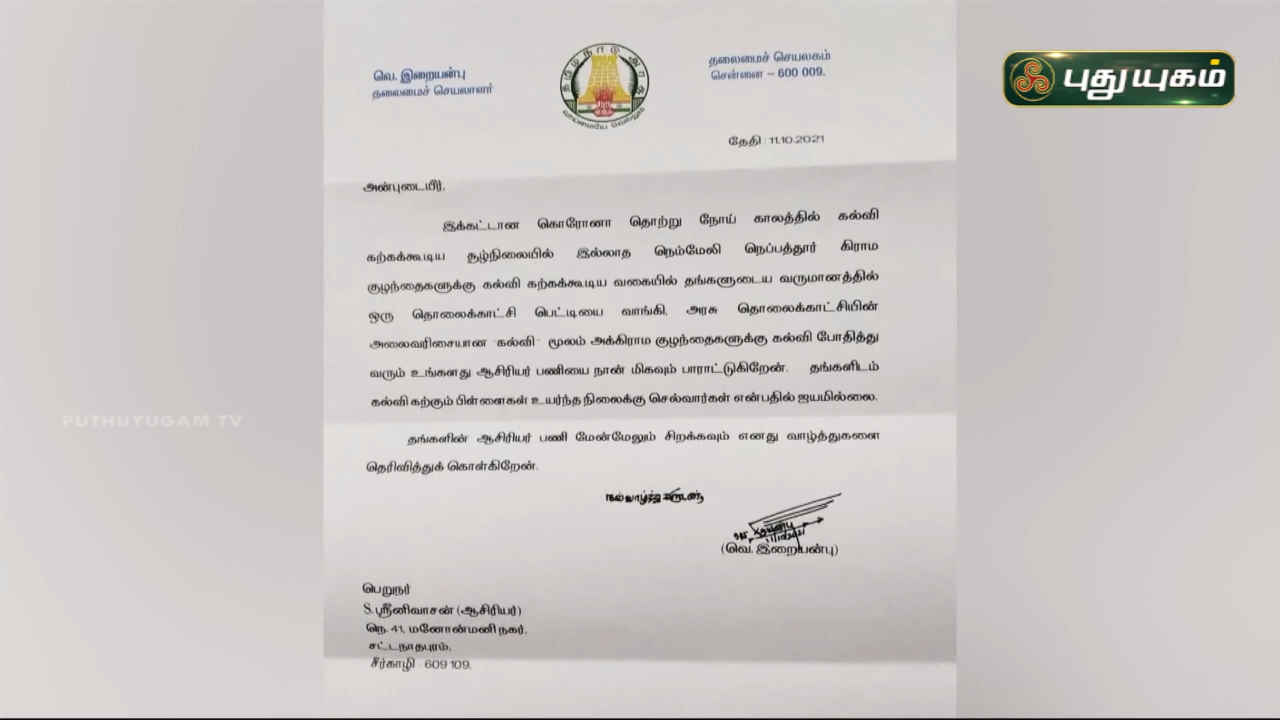 புதுயுகம்
வெ. இறையன்பு
தலைமைச் செயலாளர்
தமிழ்நாடு அரசு
வாய்மையே வெல்லும்
தலைமைச் செயலகம்
சென்னை – 600 009.
தேதி : 11.10.2021
அன்புடையீர்,
இக்கட்டான கொரோனா தொற்று நோய் காலத்தில் கல்வி
கற்கக்கூடிய சூழ்நிலையில் இல்லாத நெம்மேலி நெப்பத்தூர் கிராம
குழந்தைகளுக்கு கல்வி கற்கக்கூடிய வகையில் தங்களுடைய வருமானத்தில்
ஒரு தொலைக்காட்சி பெட்டியை வாங்கி, அரசு தொலைக்காட்சியின்
அலைவரிசையான "கல்வி" மூலம் அக்கிராம குழந்தைகளுக்கு கல்வி போதித்து
வரும் உங்களது ஆசிரியர் பணியை நான் மிகவும் பாராட்டுகிறேன். தங்களிடம்
கல்வி கற்கும் பிள்ளைகள் உயர்ந்த நிலைக்கு செல்வார்கள் என்பதில் ஐயமில்லை.
PUTHUYUGAM TV
தங்களின் ஆசிரியர் பணி மேன்மேலும் சிறக்கவும் எனது வாழ்த்துகளை
தெரிவித்துக் கொள்கிறேன்.
(வெ. இறையன்பு)
பெறுநர்
S. ஸ்ரீனிவாசன் (ஆசிரியர்)
நெ. 41, மனோன்மனி நகர்,
சட்டநாதபுரம்,
சீர்காழி - 609 109.